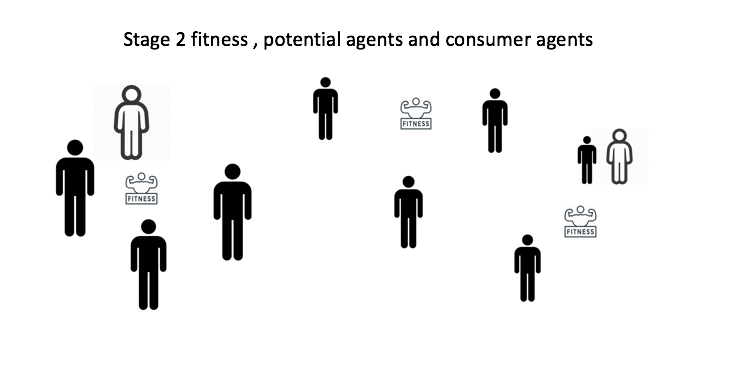 Stage 2 fitness , potential agents and consumer agents
FITNESS
FITNESS
FITNESS